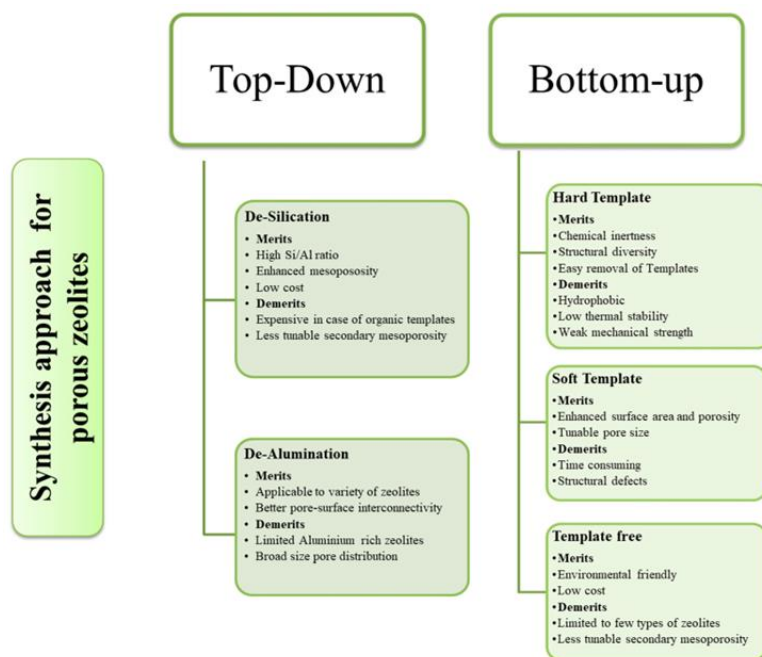 Synthesis approach for
porous zeolites
Top-Down
De-Silication
• Merits
• High Si/Al ratio
• Enhanced mesopososity
• Low cost
• Demerits
• Expensive in case of organic templates
• Less tunable secondary mesoporosity
De-Alumination
• Merits
• Applicable to variety of zeolites
• Better pore-surface interconnectivity
• Demerits
• Limited Aluminium rich zeolites
• Broad size pore distribution
Bottom-up
Hard Template
•Merits
•Chemical inertness
•Structural diversity
•Easy removal of Templates
•Demerits
•Hydrophobic
•Low thermal stability
•Weak mechanical strength
Soft Template
•Merits
•Enhanced surface area and porosity
•Tunable pore size
•Demerits
•Time consuming
•Structural defects
Template free
•Merits
•Environmental friendly
•Low cost
•Demerits
•Limited to few types of zeolites
•Less tunable secondary mesoporosity